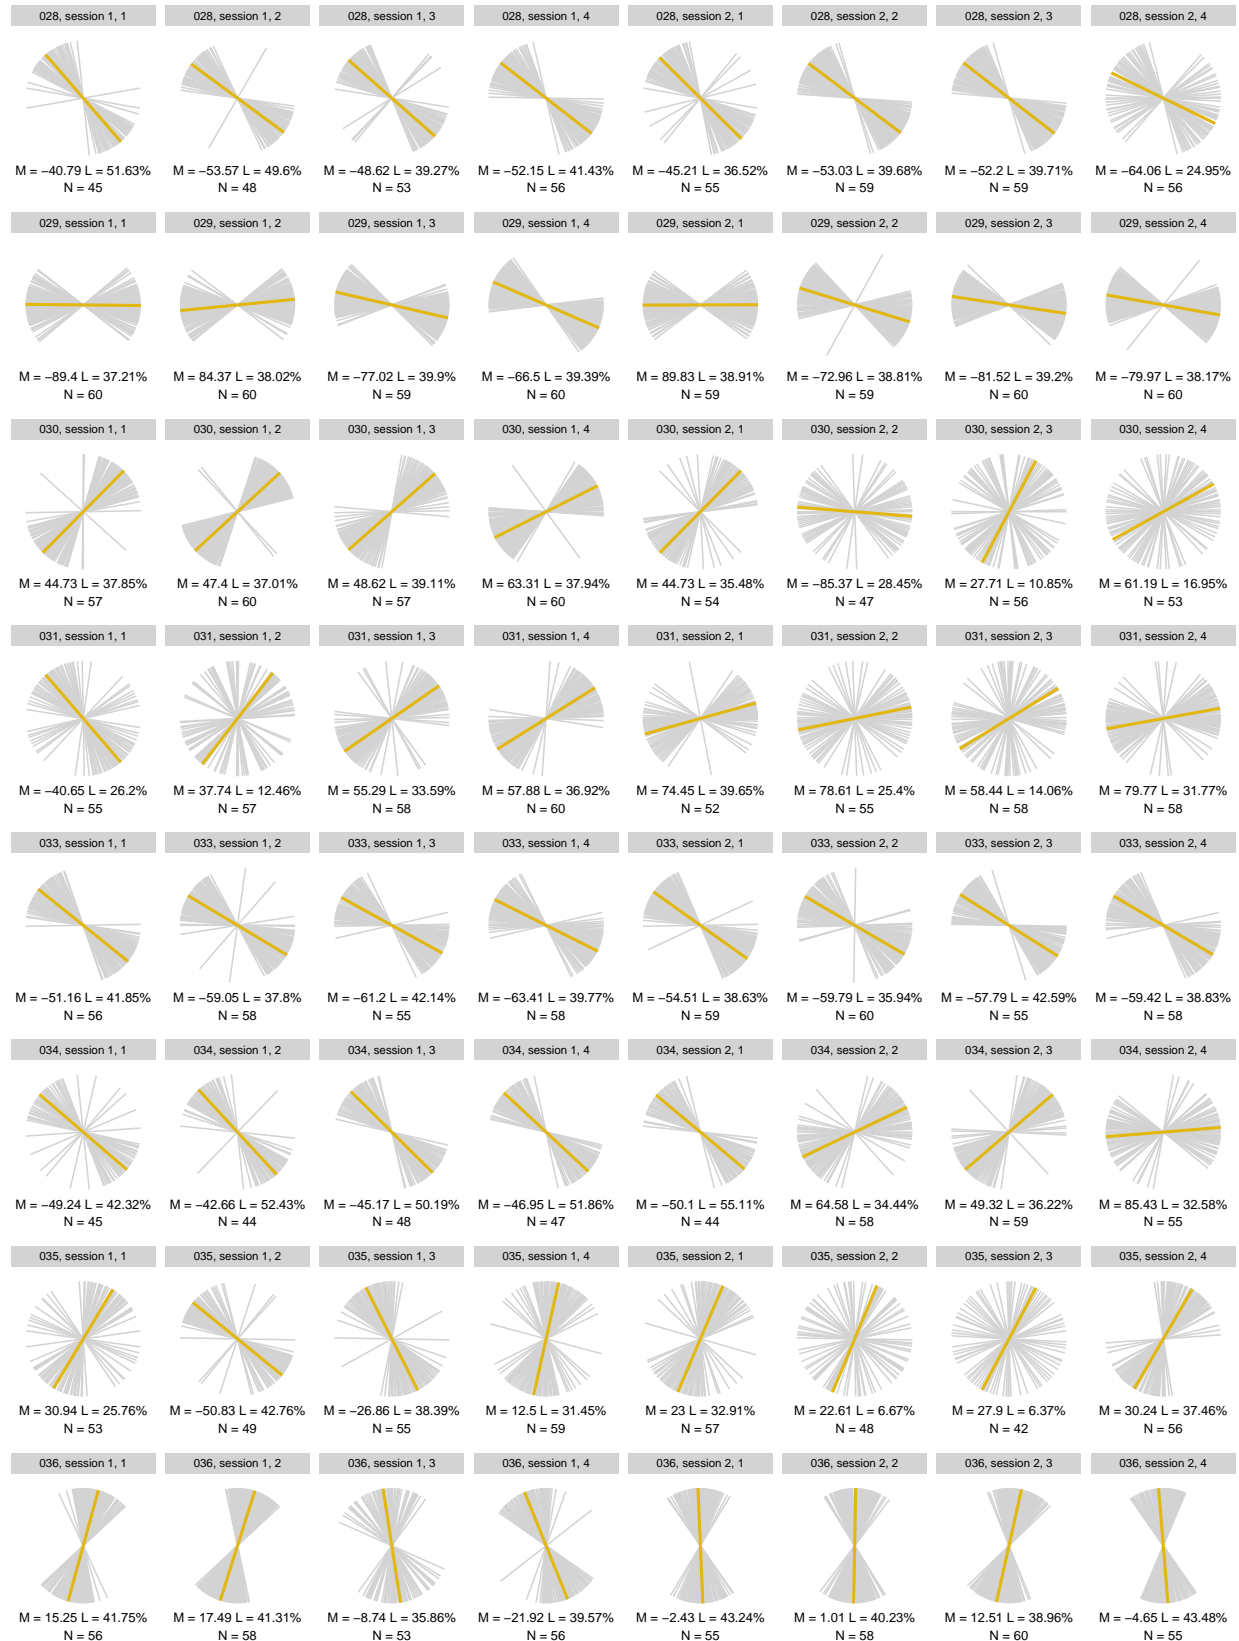 028, session 1, 1
028, session 1, 2
028, session 1, 3
028, session 1, 4
028, session 2, 1
028, session 2, 2
028, session 2, 3
028, session 2, 4
M = −40.79 L = 51.63%
N = 45
M = −53.57 L = 49.6%
N = 48
M = −48.62 L = 39.27%
N = 53
M = −52.15 L = 41.43%
N = 56
M = −45.21 L = 36.52%
N = 55
M = −53.03 L = 39.68%
N = 59
M = −52.2 L = 39.71%
N = 59
M = −64.06 L = 24.95%
N = 56
029, session 1, 1
029, session 1, 2
029, session 1, 3
029, session 1, 4
029, session 2, 1
029, session 2, 2
029, session 2, 3
029, session 2, 4
M = −89.4 L = 37.21%
N = 60
M = 84.37 L = 38.02%
N = 60
M = −77.02 L = 39.9%
N = 59
M = −66.5 L = 39.39%
N = 60
M = 89.83 L = 38.91%
N = 59
M = −72.96 L = 38.81%
N = 59
M = −81.52 L = 39.2%
N = 60
M = −79.97 L = 38.17%
N = 60
030, session 1, 1
030, session 1, 2
030, session 1, 3
030, session 1, 4
030, session 2, 1
030, session 2, 2
030, session 2, 3
030, session 2, 4
M = 44.73 L = 37.85%
N = 57
M = 47.4 L = 37.01%
N = 60
M = 48.62 L = 39.11%
N = 57
M = 63.31 L = 37.94%
N = 60
M = 44.73 L = 35.48%
N = 54
M = −85.37 L = 28.45%
N = 47
M = 27.71 L = 10.85%
N = 56
M = 61.19 L = 16.95%
N = 53
031, session 1, 1
031, session 1, 2
031, session 1, 3
031, session 1, 4
031, session 2, 1
031, session 2, 2
031, session 2, 3
031, session 2, 4
M = −40.65 L = 26.2%
N = 55
M = 37.74 L = 12.46%
N = 57
M = 55.29 L = 33.59%
N = 58
M = 57.88 L = 36.92%
N = 60
M = 74.45 L = 39.65%
N = 52
M = 78.61 L = 25.4%
N = 55
M = 58.44 L = 14.06%
N = 58
M = 79.77 L = 31.77%
N = 58
033, session 1, 1
033, session 1, 2
033, session 1, 3
033, session 1, 4
033, session 2, 1
033, session 2, 2
033, session 2, 3
033, session 2, 4
M = −51.16 L = 41.85%
N = 56
M = −59.05 L = 37.8%
N = 58
M = −61.2 L = 42.14%
N = 55
M = −63.41 L = 39.77%
N = 58
M = −54.51 L = 38.63%
N = 59
M = −59.79 L = 35.94%
N = 60
M = −57.79 L = 42.59%
N = 55
M = −59.42 L = 38.83%
N = 58
034, session 1, 1
034, session 1, 2
034, session 1, 3
034, session 1, 4
034, session 2, 1
034, session 2, 2
034, session 2, 3
034, session 2, 4
M = −49.24 L = 42.32%
N = 45
M = −42.66 L = 52.43%
N = 44
M = −45.17 L = 50.19%
N = 48
M = −46.95 L = 51.86%
N = 47
M = −50.1 L = 55.11%
N = 44
M = 64.58 L = 34.44%
N = 58
M = 49.32 L = 36.22%
N = 59
M = 85.43 L = 32.58%
N = 55
035, session 1, 1
035, session 1, 2
035, session 1, 3
035, session 1, 4
035, session 2, 1
035, session 2, 2
035, session 2, 3
035, session 2, 4
M = 30.94 L = 25.76%
N = 53
M = −50.83 L = 42.76%
N = 49
M = −26.86 L = 38.39%
N = 55
M = 12.5 L = 31.45%
N = 59
M = 23 L = 32.91%
N = 57
M = 22.61 L = 6.67%
N = 48
M = 27.9 L = 6.37%
N = 42
M = 30.24 L = 37.46%
N = 56
036, session 1, 1
036, session 1, 2
036, session 1, 3
036, session 1, 4
036, session 2, 1
036, session 2, 2
036, session 2, 3
036, session 2, 4
M = 15.25 L = 41.75%
N = 56
M = 17.49 L = 41.31%
N = 58
M = −8.74 L = 35.86%
N = 53
M = −21.92 L = 39.57%
N = 56
M = −2.43 L = 43.24%
N = 55
M = 1.01 L = 40.23%
N = 58
M = 12.51 L = 38.96%
N = 60
M = −4.65 L = 43.48%
N = 55